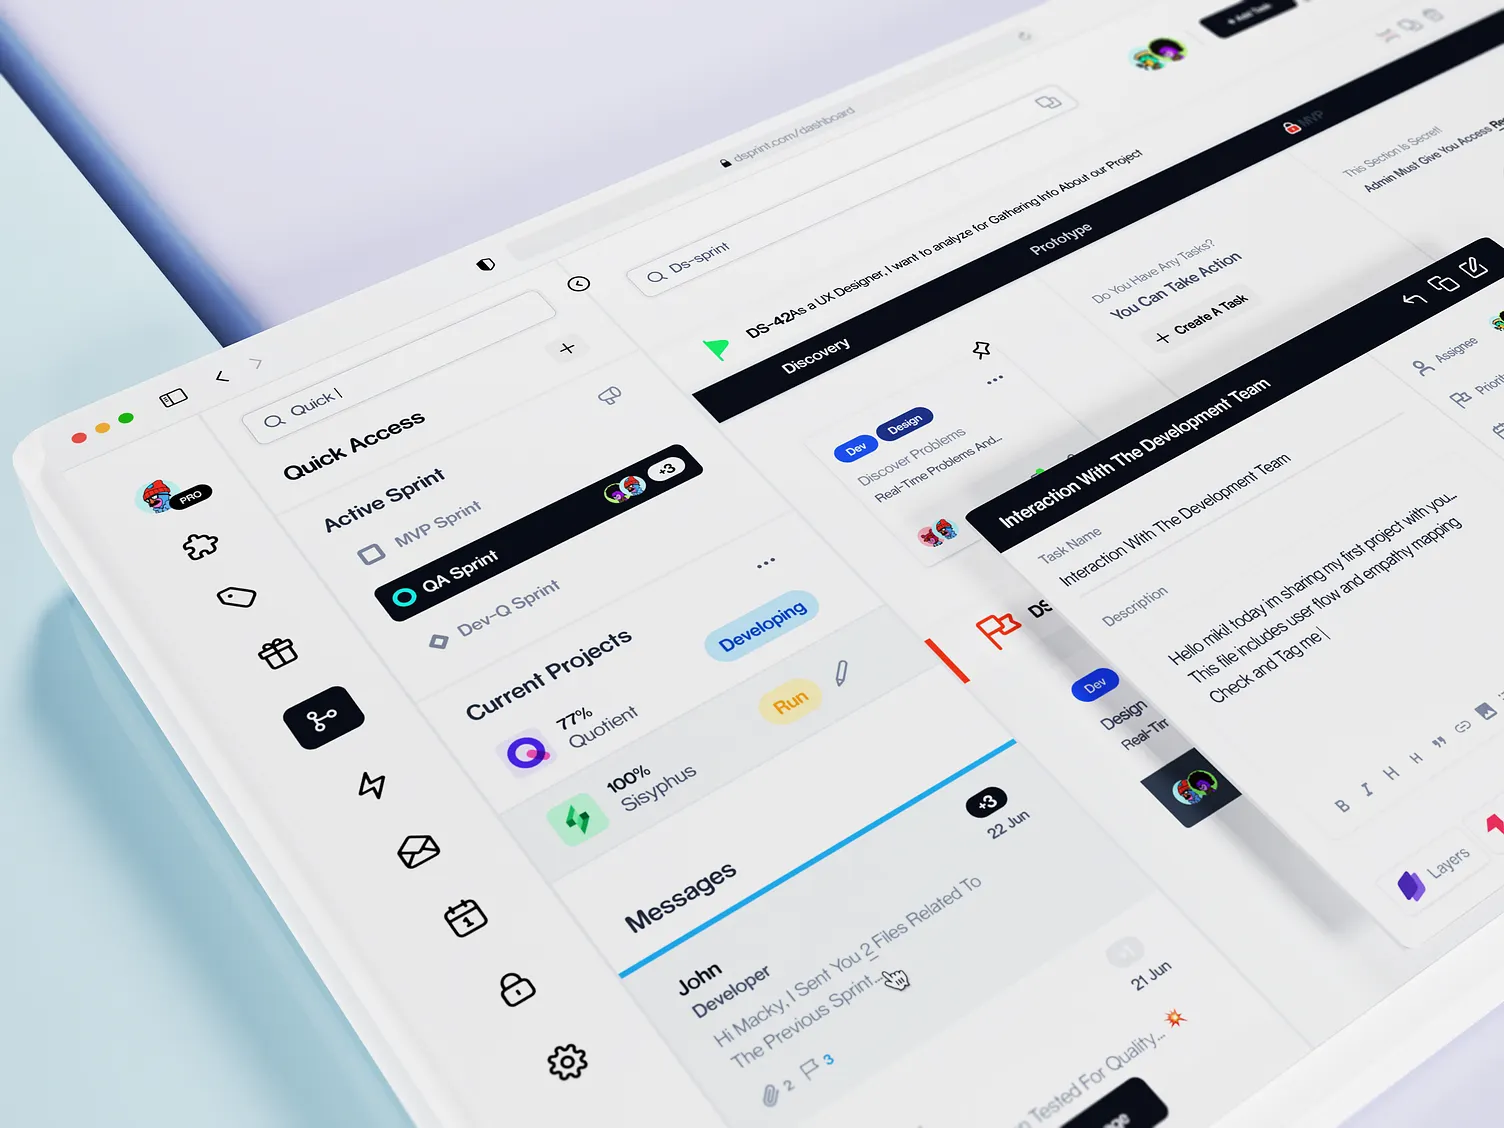 dsprint.com/dashboard
PRO
Quick
Quick Access
Active Sprint
MVP Sprint
QA Sprint
+3
Dev-Q Sprint
Current Projects
Developing
77%
Quotient
Run
100%
Sisyphus
Messages
+3
22 Jun
John
Developer
Hi Macky, I Sent You 2 Files Related To
The Previous Sprint...
2
3
+1
21 Jun
Tested For Quality...
Ds-sprint
+ Add Task
DS-42As a UX Designer, I want to analyze for Gathering Info About our Project
Discovery
Prototype
MVP
Dev
Design
Discover Problems
Real-Time Problems And...
Do You Have Any Tasks?
You Can Take Action
+ Create A Task
This Section Is Secret!
Admin Must Give You Access
DS
Dev
Design
Real-Tim
Interaction With The Development Team
Task Name
Interaction With The Development Team
Description
Hello miki! today im sharing my first project with you...
This file includes user flow and empathy mapping
Check and Tag me
B I H H "
Layers
Assignee
Priorit
1